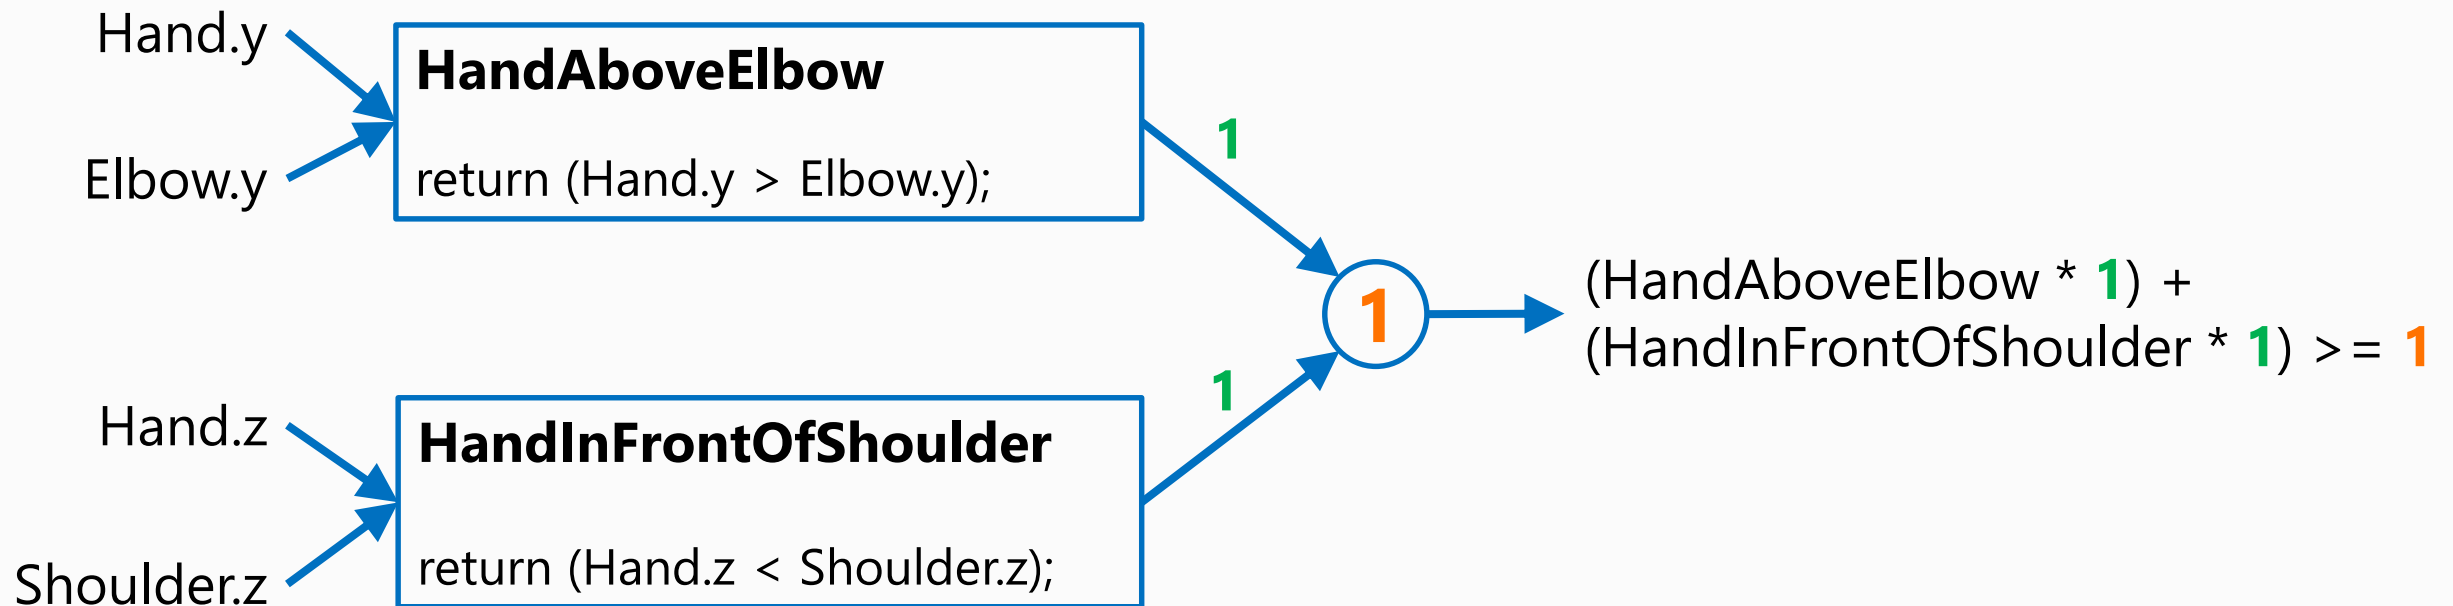 Hand.y
Elbow.y
HandAboveElbow
return (Hand.y > Elbow.y);
1
1
(HandAboveElbow * 1) +
(HandInFrontOfShoulder * 1) >= 1
1
Hand.z
Shoulder.z
HandInFrontOfShoulder
return (Hand.z < Shoulder.z);